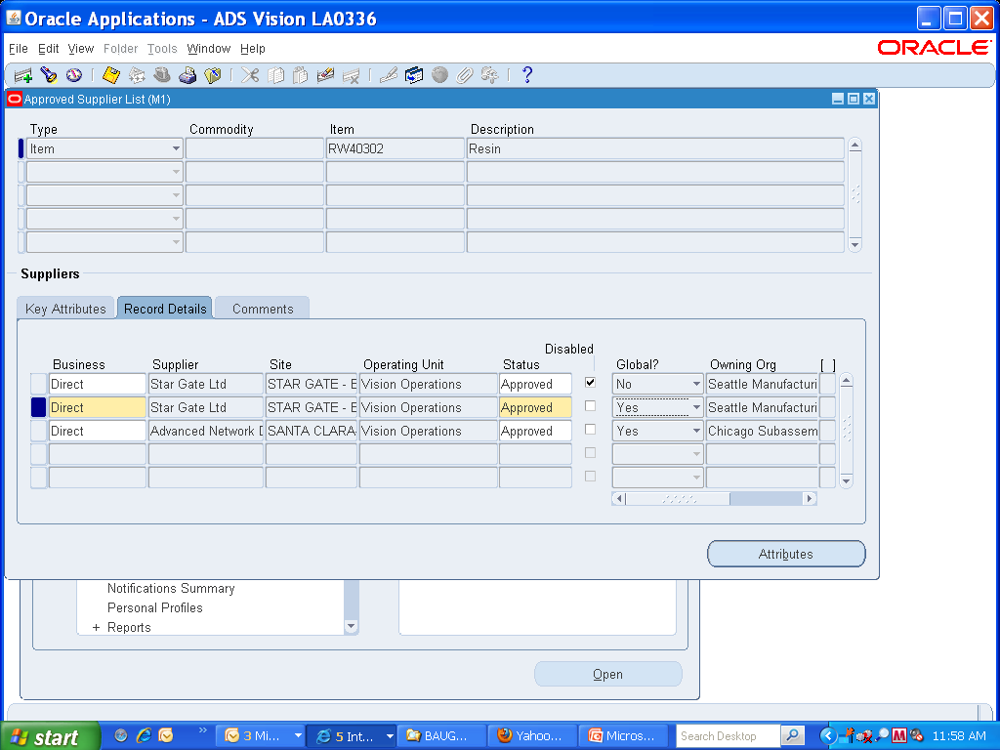 Oracle Applications - ADS Vision LA0336
File Edit View Folder Tools Window Help
ORACLE
Approved Supplier List (M1)
Type Commodity Item Description
Item RW40302 Resin
Suppliers
Key Attributes Record Details Comments
Disabled
Business Supplier Site Operating Unit Status Global? Owning Org [ ]
Direct Star Gate Ltd STAR GATE - E Vision Operations Approved No Seattle Manufacturi
Direct Star Gate Ltd STAR GATE - E Vision Operations Approved Yes Seattle Manufacturi
Direct Advanced Network D SANTA CLARA Vision Operations Approved Yes Chicago Subassem
Attributes
Notifications Summary
Personal Profiles
+ Reports
Open
start » 3 Mi... 5 Int... BAUG... Yahoo... Micros... Search Desktop 11:58 AM